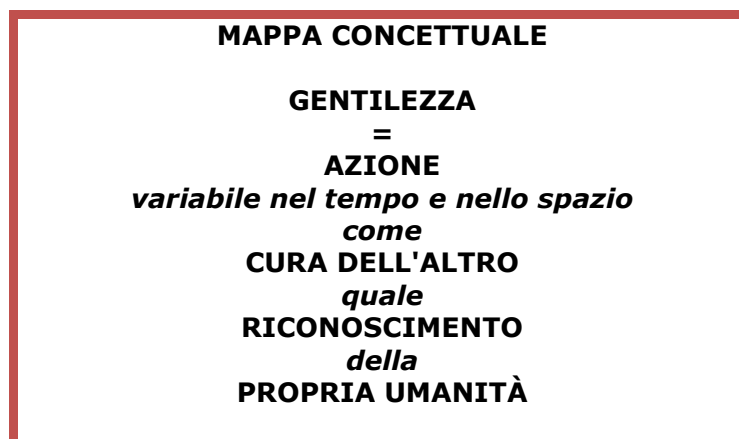 MAPPA CONCETTUALE
GENTILEZZA
=
AZIONE
variabile nel tempo e nello spazio
come
CURA DELL'ALTRO
quale
RICONOSCIMENTO
della
PROPRIA UMANITÀ